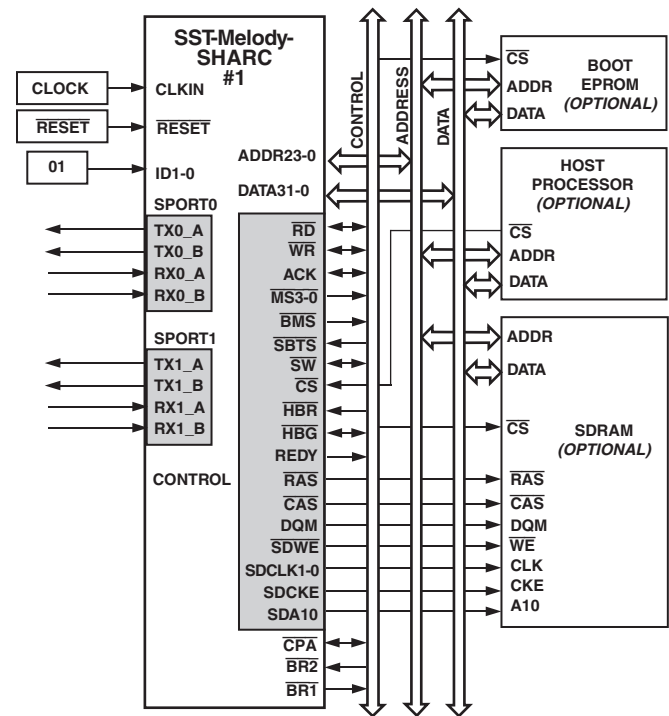 SST-Melody-
SHARC
#1
CLOCK
CLKIN
RESET
RESET
01
ID1-0
ADDR23-0
DATA31-0
SPORT0
TX0_A
TX0_B
RX0_A
RX0_B
SPORT1
TX1_A
TX1_B
RX1_A
RX1_B
CONTROL
RD
WR
ACK
MS3-0
BMS
SBTS
SW
CS
HBR
HBG
REDY
RAS
CAS
DQM
SDWE
SDCLK1-0
SDCKE
SDA10
CPA
BR2
BR1
CONTROL
ADDRESS
DATA
CS
BOOT
EPROM
(OPTIONAL)
ADDR
DATA
HOST
PROCESSOR
(OPTIONAL)
CS
ADDR
DATA
ADDR
DATA
SDRAM
(OPTIONAL)
CS
RAS
CAS
DQM
WE
CLK
CKE
A10